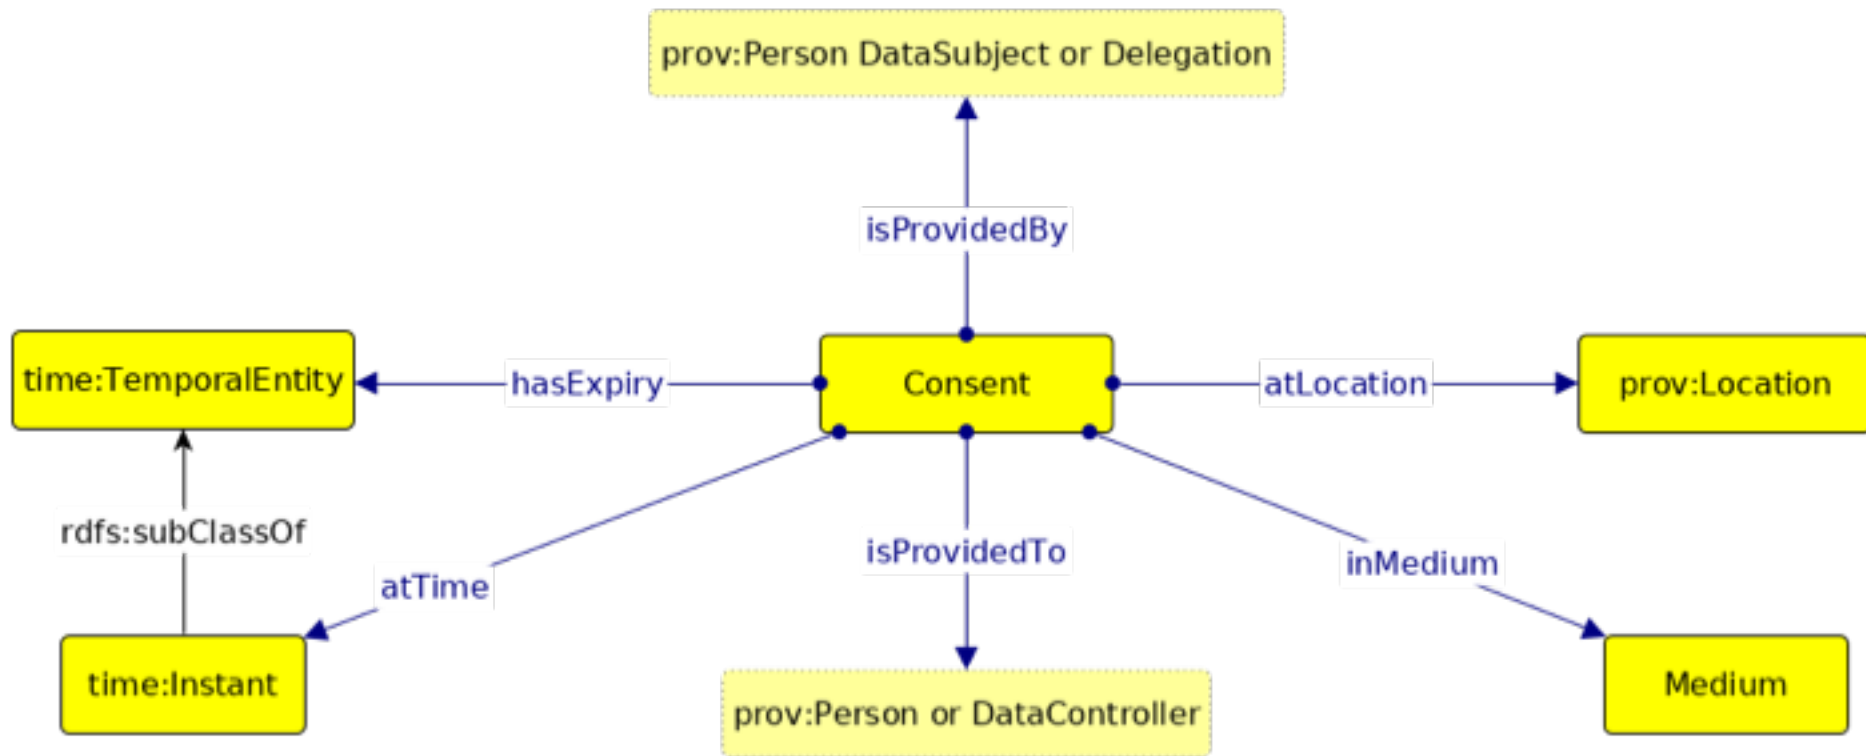 prov:Person DataSubject or Delegation
isProvidedBy
time:TemporalEntity
hasExpiry
Consent
atLocation
prov:Location
rdfs:subClassOf
atTime
isProvidedTo
inMedium
time:Instant
prov:Person or DataController
Medium